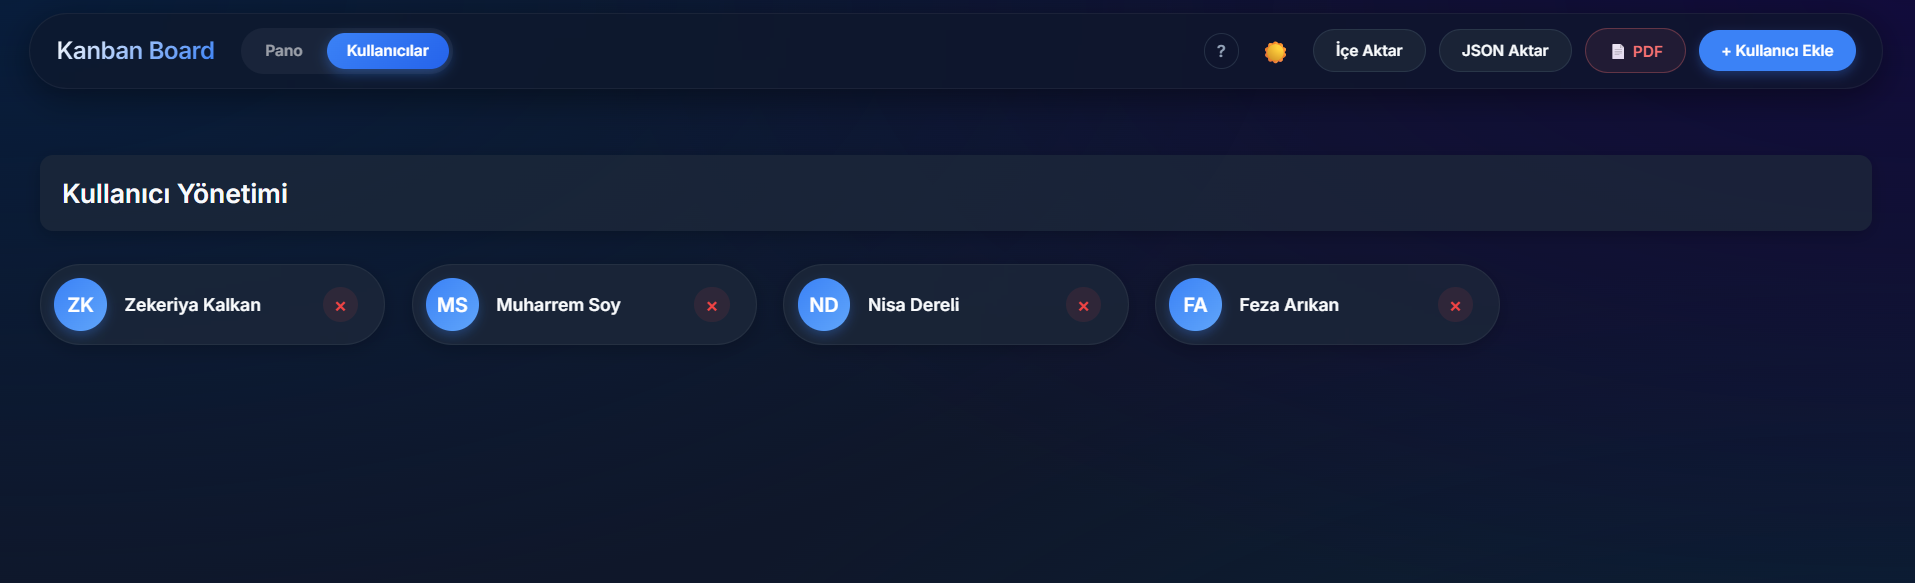 Kanban Board
Pano
Kullanıcılar
?
İçe Aktar
JSON Aktar
PDF
+ Kullanıcı Ekle
Kullanıcı Yönetimi
ZK
Zekeriya Kalkan
×
MS
Muharrem Soy
×
ND
Nisa Dereli
×
FA
Feza Arıkan
×